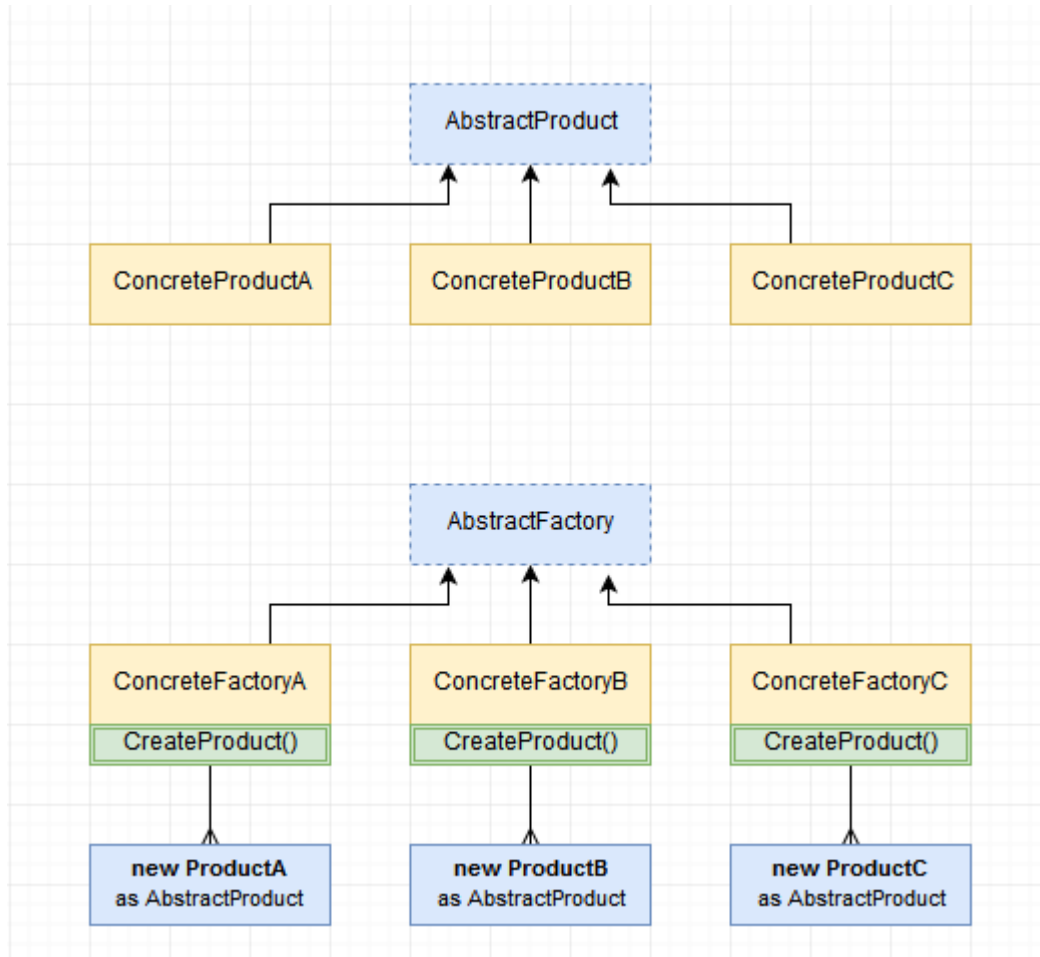 AbstractProduct
ConcreteProductA
ConcreteProductB
ConcreteProductC
AbstractFactory
ConcreteFactoryA
ConcreteFactoryB
ConcreteFactoryC
CreateProduct()
CreateProduct()
CreateProduct()
new ProductA
as AbstractProduct
new ProductB
as AbstractProduct
new ProductC
as AbstractProduct